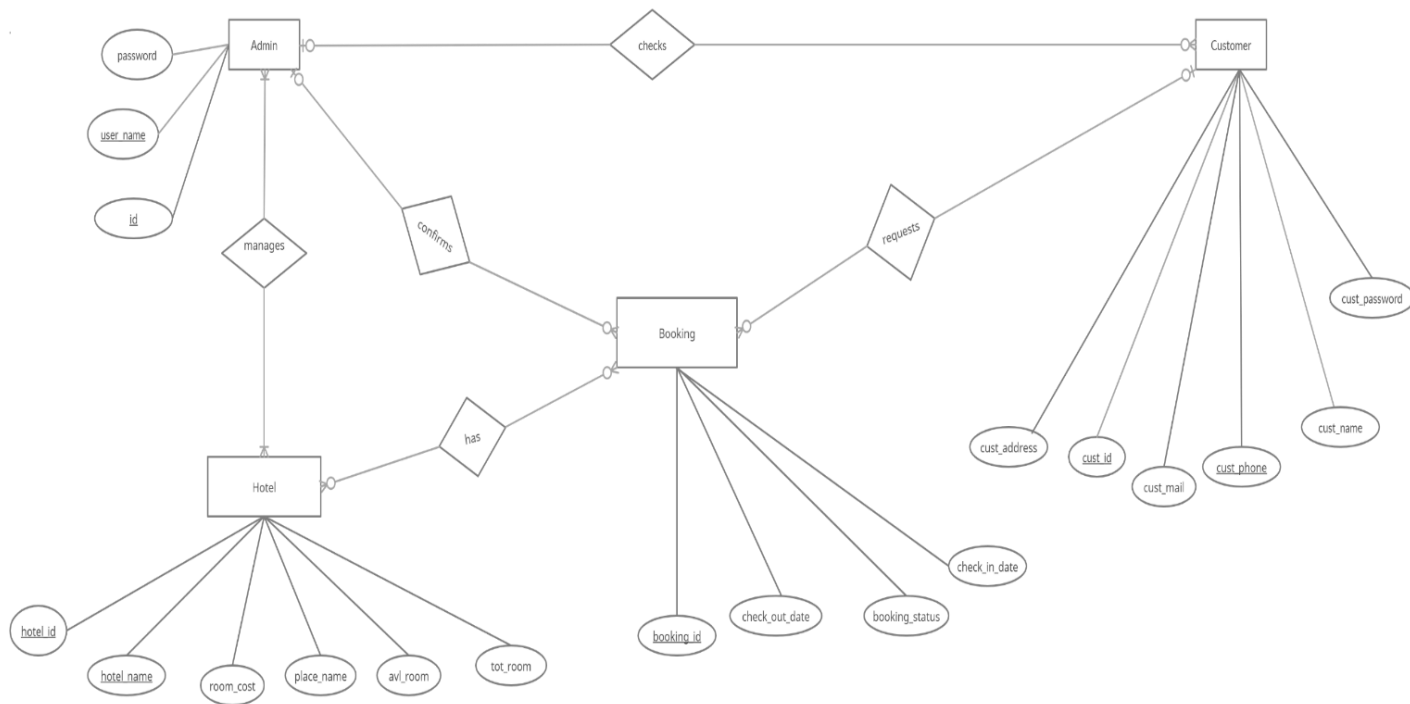 Admin
checks
Customer
password
user_name
id
manages
confirms
requests
Booking
has
Hotel
cust_password
cust_name
cust_address
cust_id
cust_phone
cust_mail
check_in_date
check_out_date
booking_status
booking_id
hotel_id
hotel_name
room_cost
place_name
avl_room
tot_room